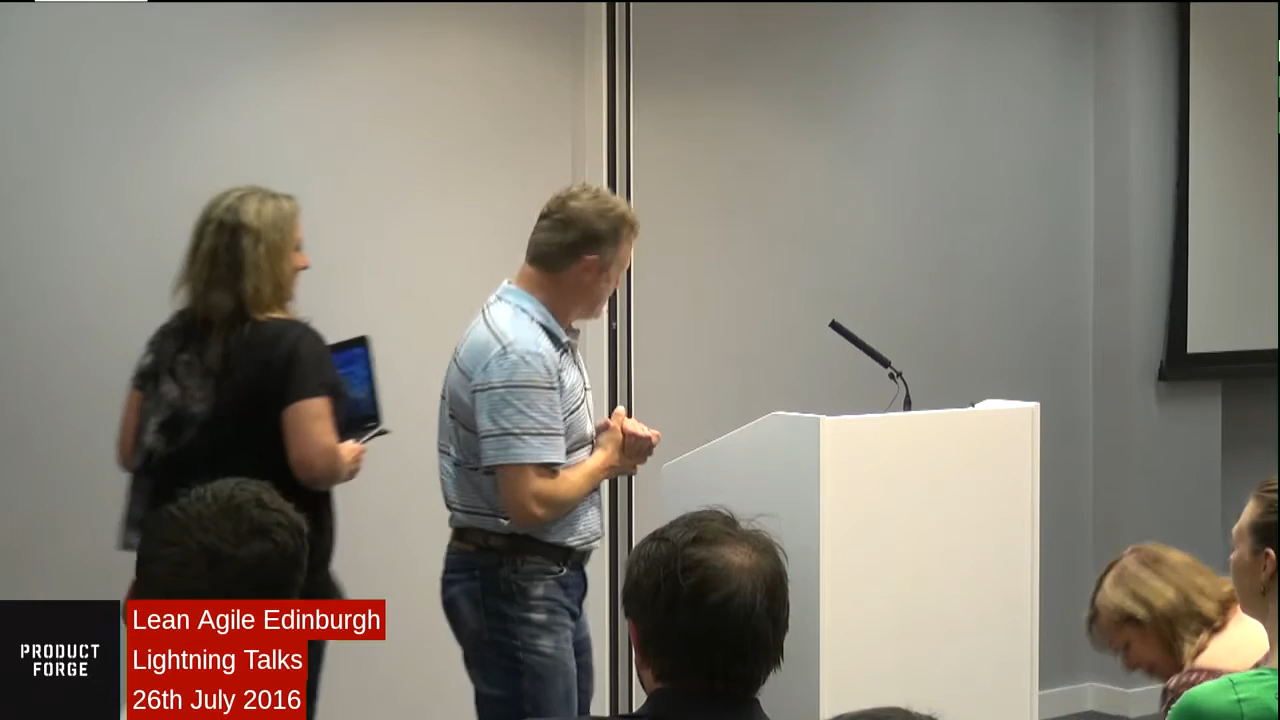 PRODUCT
FORGE
Lean Agile Edinburgh
Lightning Talks
26th July 2016